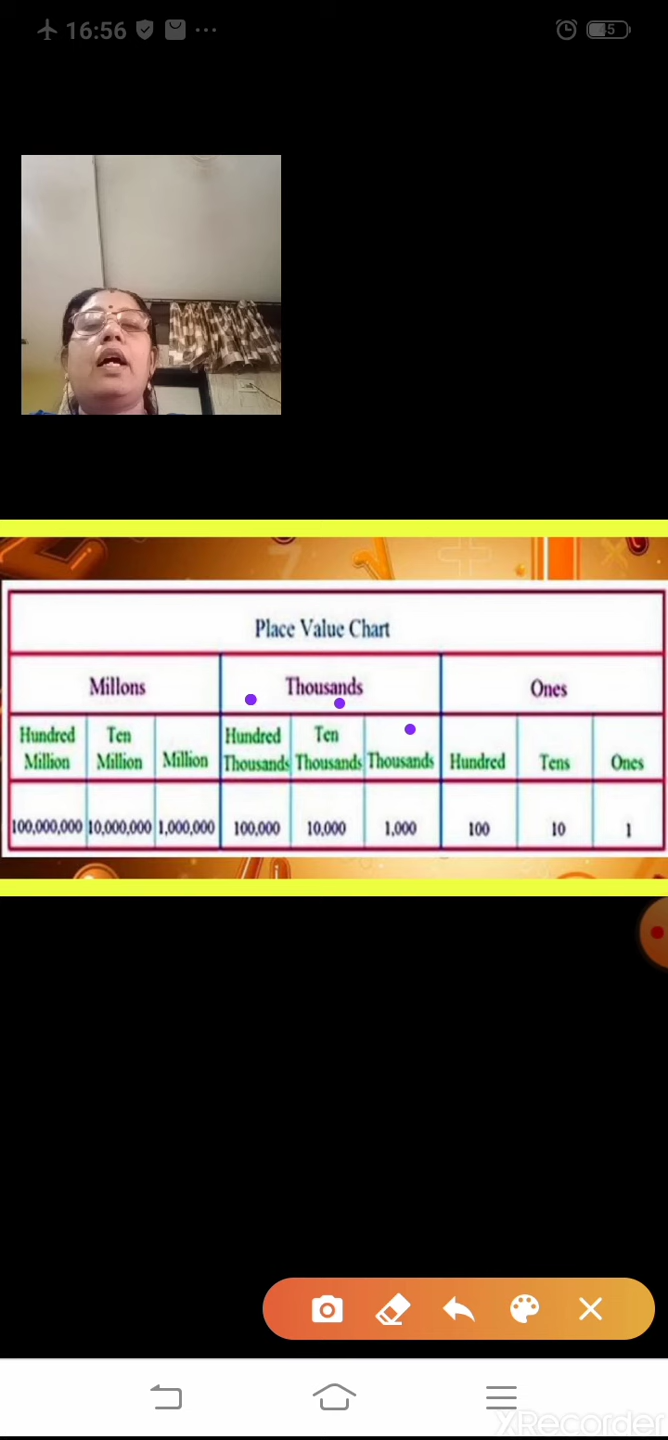 16:56
45
Place Value Chart
Millons Thousands Ones
Hundred Million Ten Million Million Hundred Thousands Ten Thousands Thousands Hundred Tens Ones
100,000,000 10,000,000 1,000,000 100,000 10,000 1,000 100 10 1
XRecorder